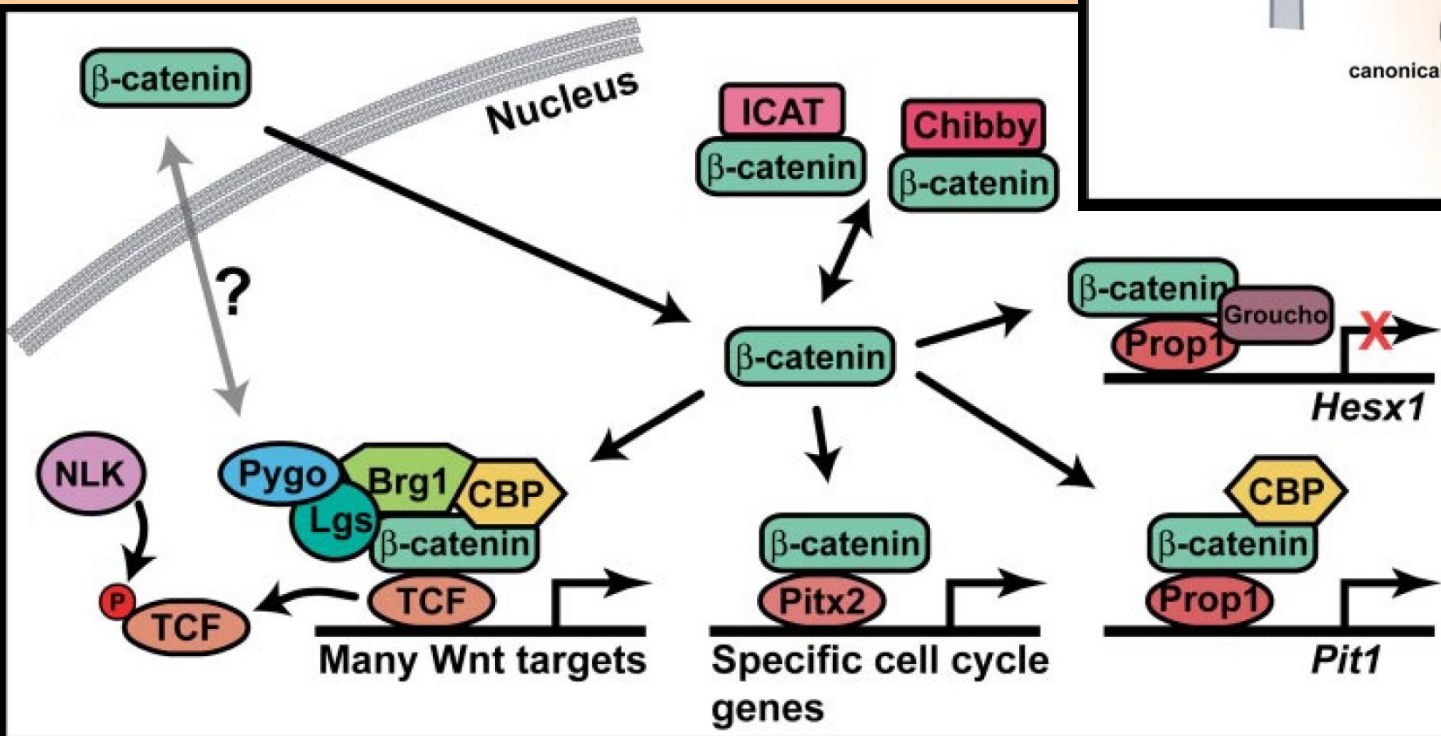 β-catenin
Nucleus
ICAT
β-catenin
Chibby
β-catenin
canonical
?
β-catenin
β-catenin
Groucho
Prop1
X
Hesx1
NLK
Pygo
Brg1
CBP
Lgs
β-catenin
TCF
P
TCF
Many Wnt targets
β-catenin
Pitx2
Specific cell cycle
genes
CBP
β-catenin
Prop1
Pit1